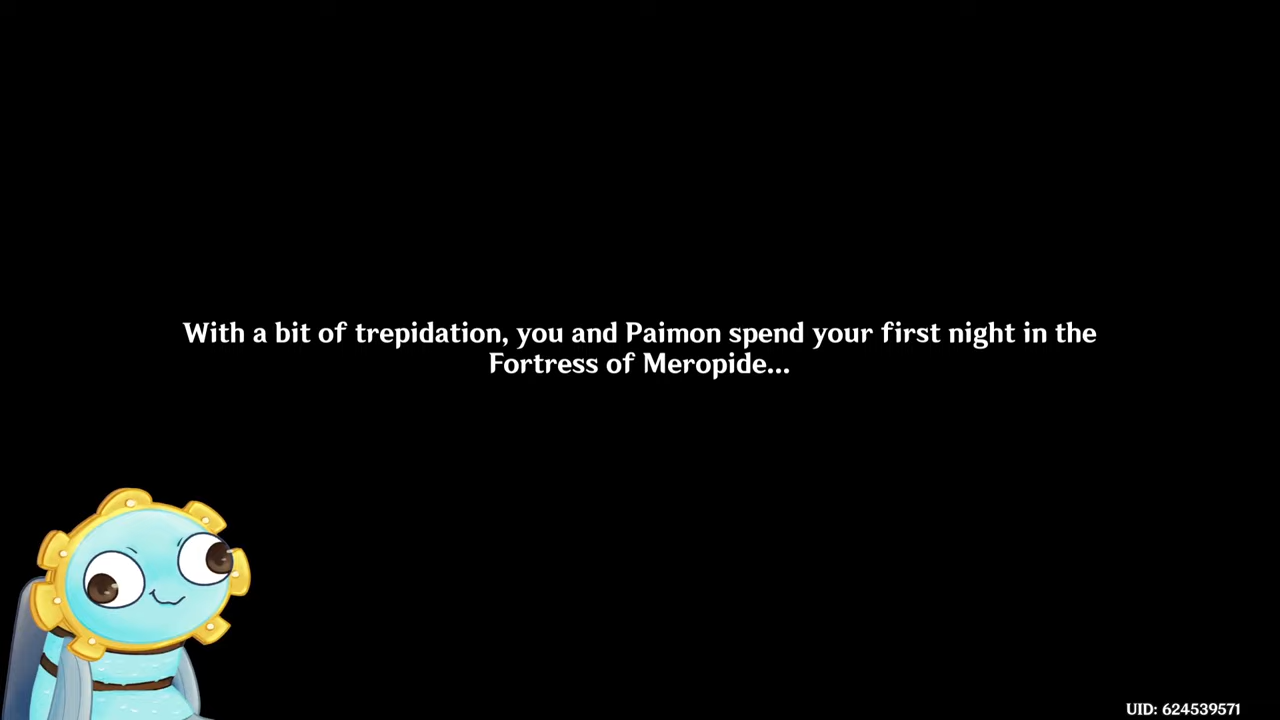 With a bit of trepidation, you and Paimon spend your first night in the
Fortress of Meropide...
UID: 624539571